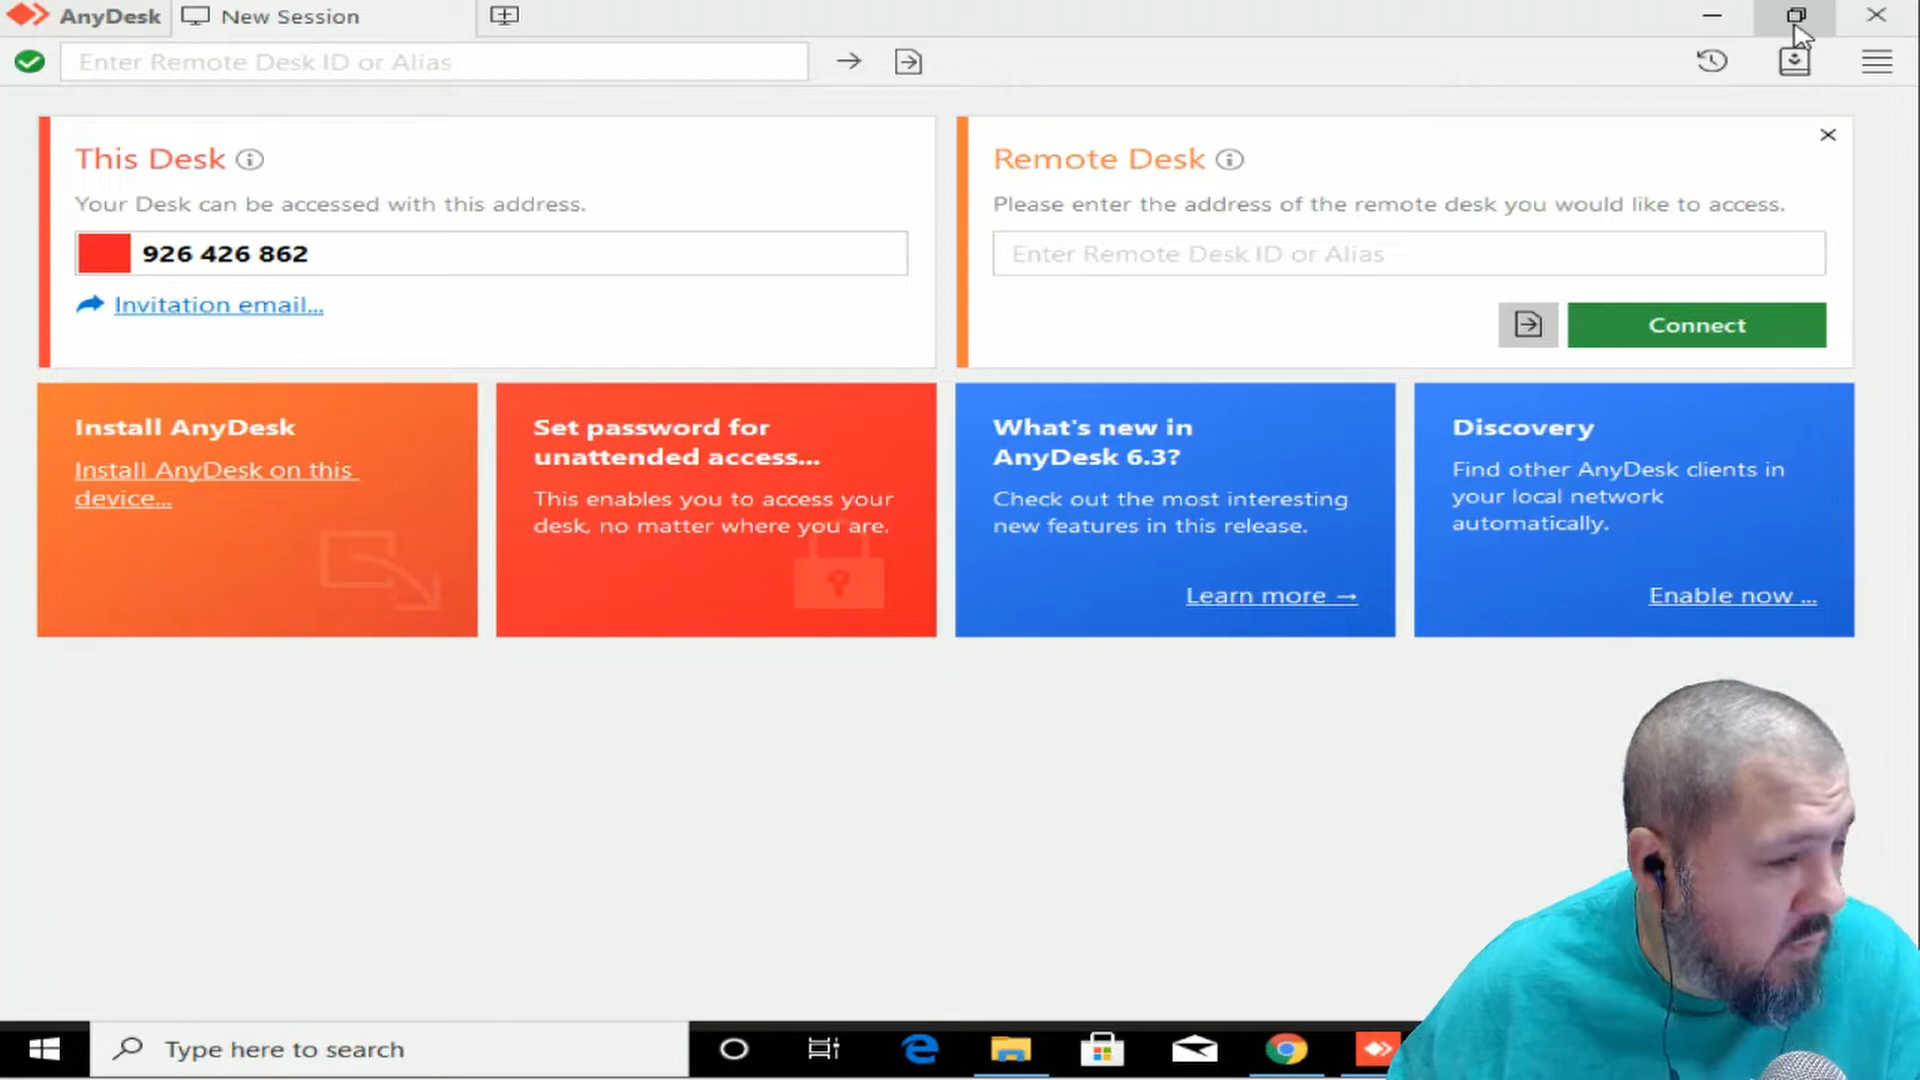 AnyDesk
New Session
Enter Remote Desk ID or Alias
This Desk
Your Desk can be accessed with this address.
926 426 862
Invitation email...
Remote Desk
Please enter the address of the remote desk you would like to access.
Enter Remote Desk ID or Alias
Connect
Install AnyDesk
Install AnyDesk on this
device...
Set password for
unattended access...
This enables you to access your
desk, no matter where you are.
What's new in
AnyDesk 6.3?
Check out the most interesting
new features in this release.
Learn more →
Discovery
Find other AnyDesk clients in
your local network
automatically.
Enable now ...
Type here to search